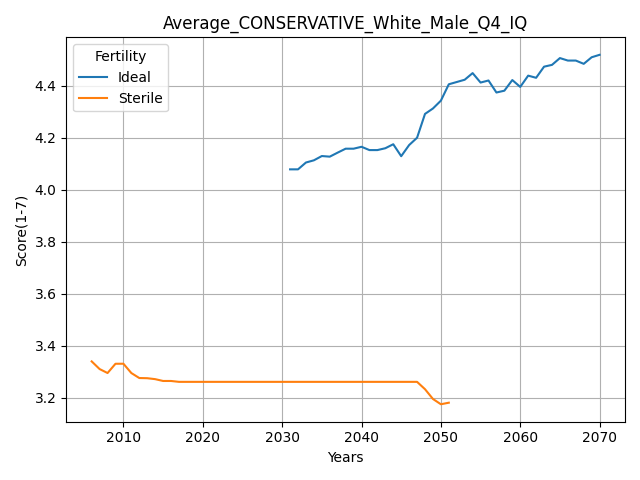 Average_CONSERVATIVE_White_Male_Q4_IQ
Fertility
Ideal
Sterile
Score(1-7)
4.4
4.2
4.0
3.8
3.6
3.4
3.2
2010 2020 2030 2040 2050 2060 2070
Years